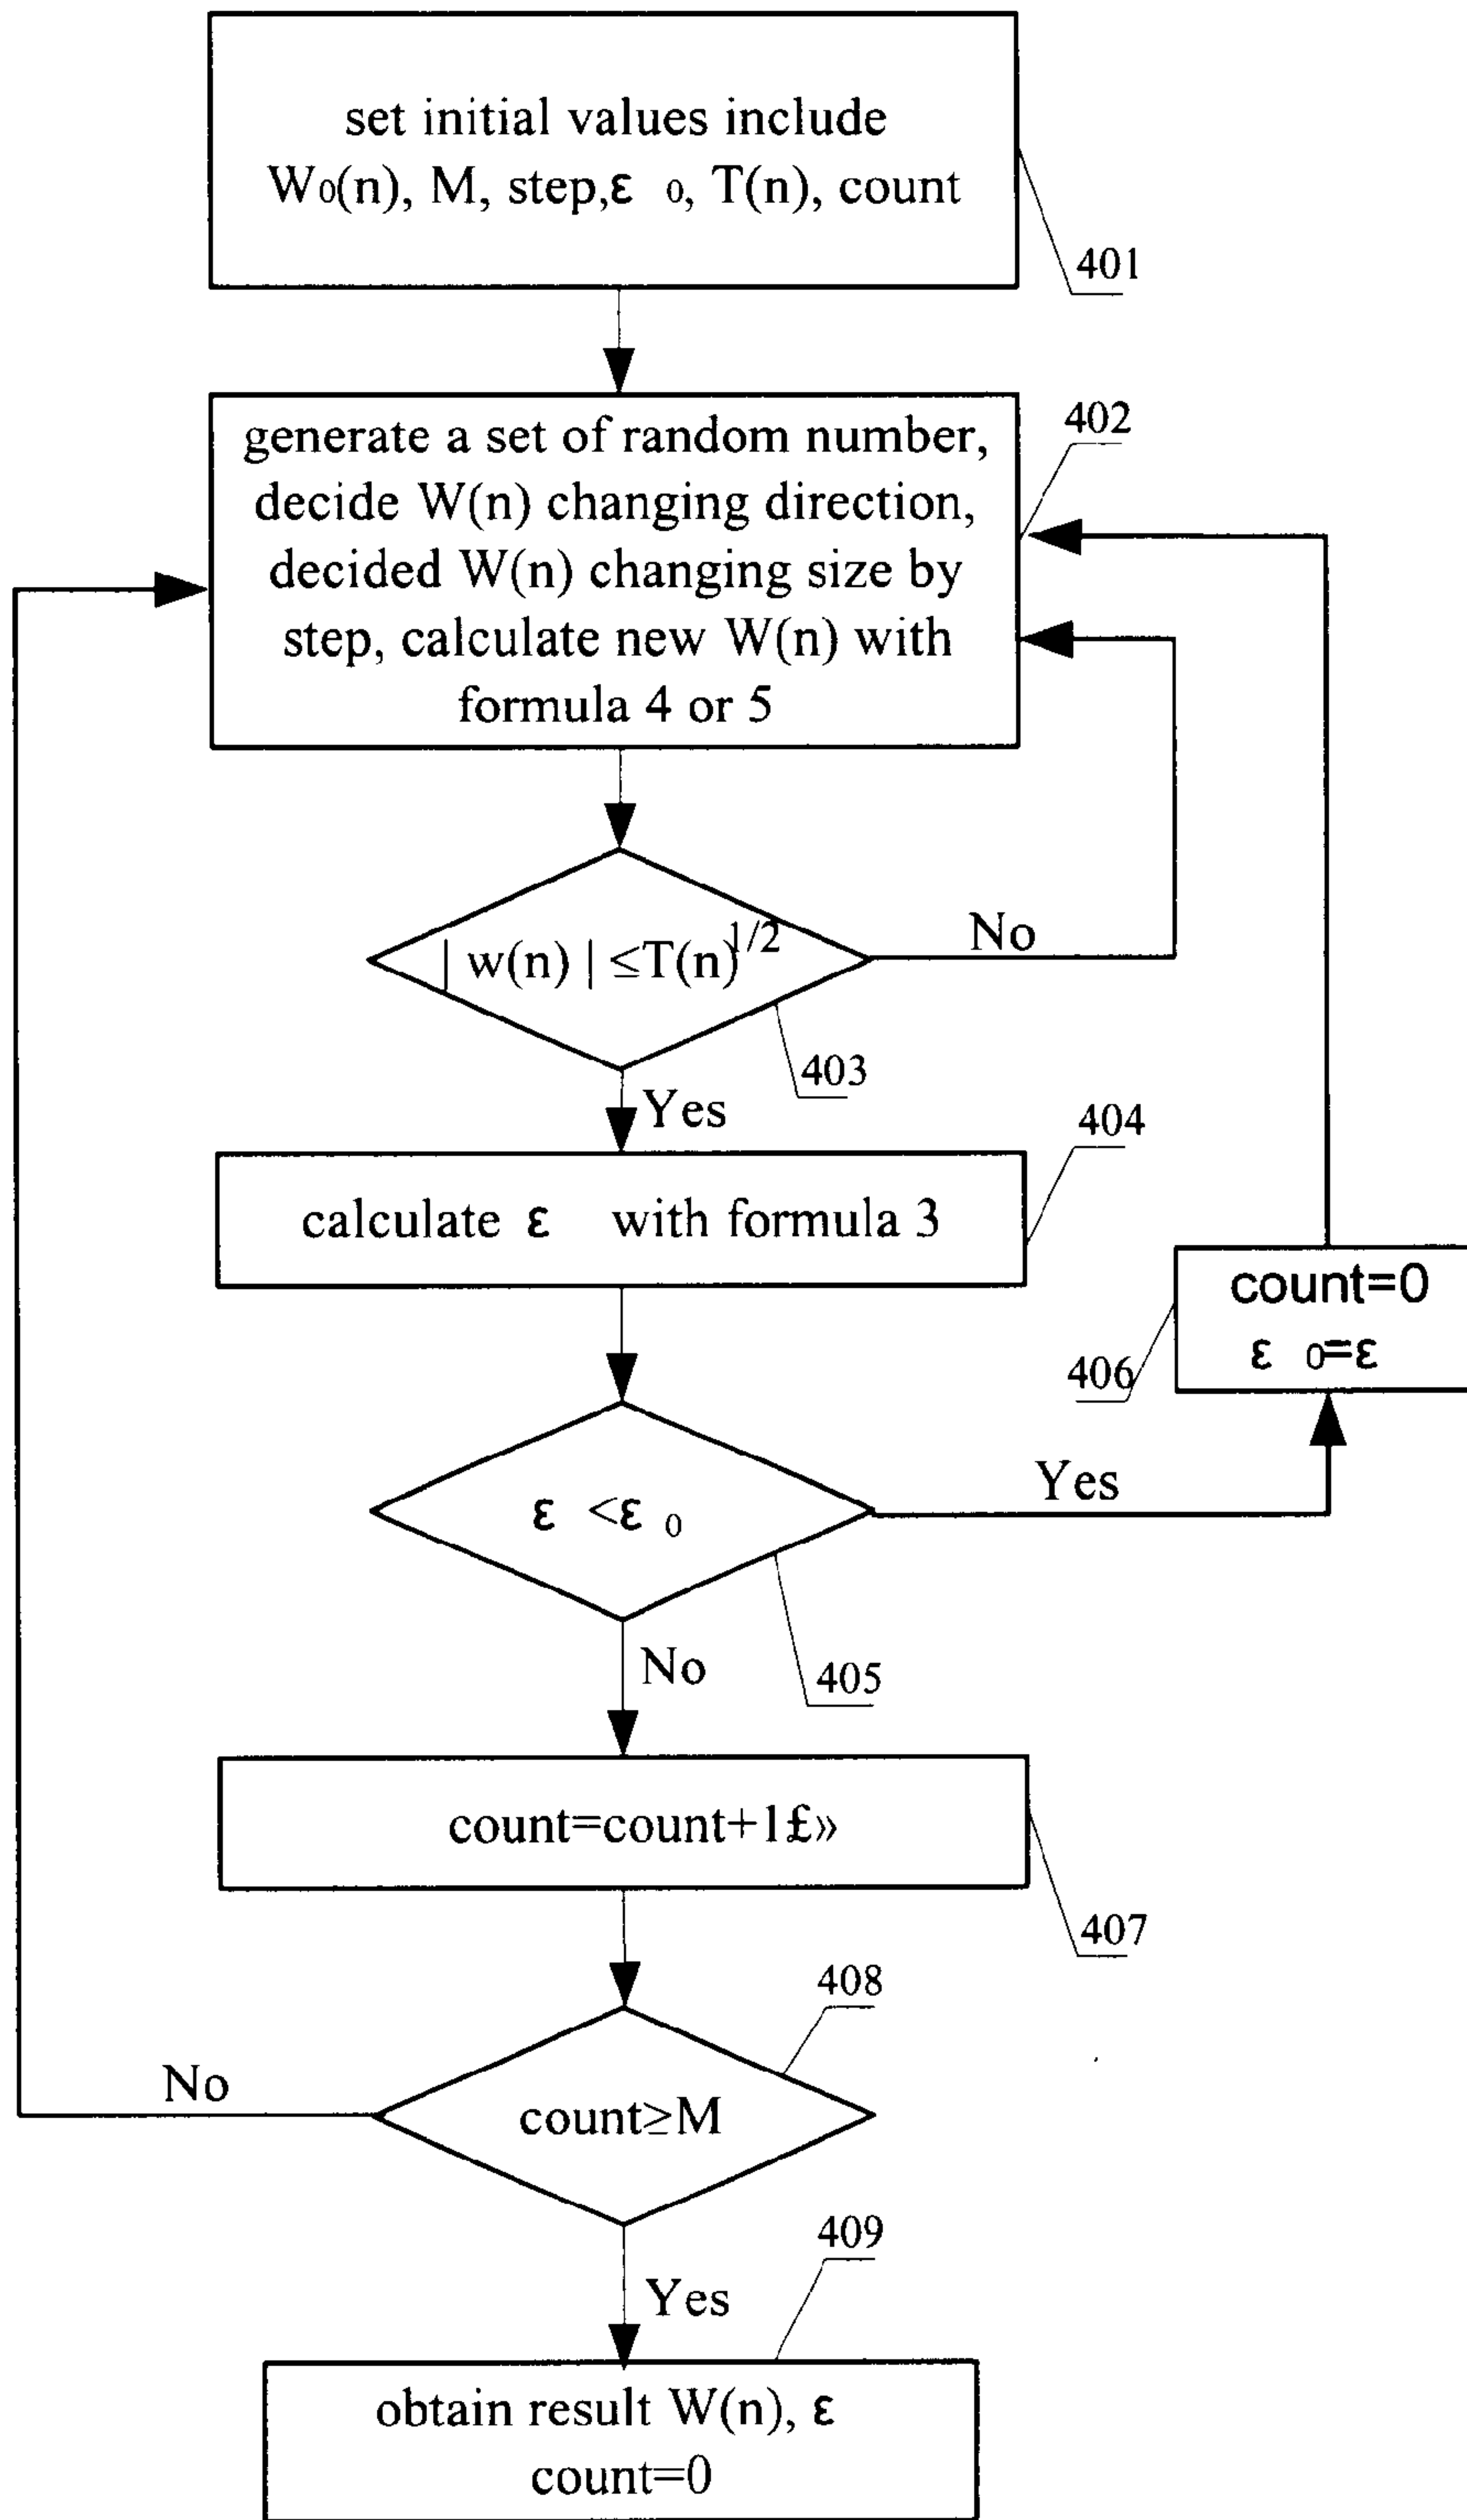 set initial values include
W₀(n), M, step,ε ₀, T(n), count
401
generate a set of random number,
decide W(n) changing direction,
decided W(n) changing size by
step, calculate new W(n) with
formula 4 or 5
402
| w(n) | ≤T(n)^1/2
No
403
Yes
404
calculate ε with formula 3
count=0
ε ₀=ε
406
ε <ε ₀
Yes
No
405
count=count+1£»
407
408
No
count≥M
409
Yes
obtain result W(n), ε
count=0